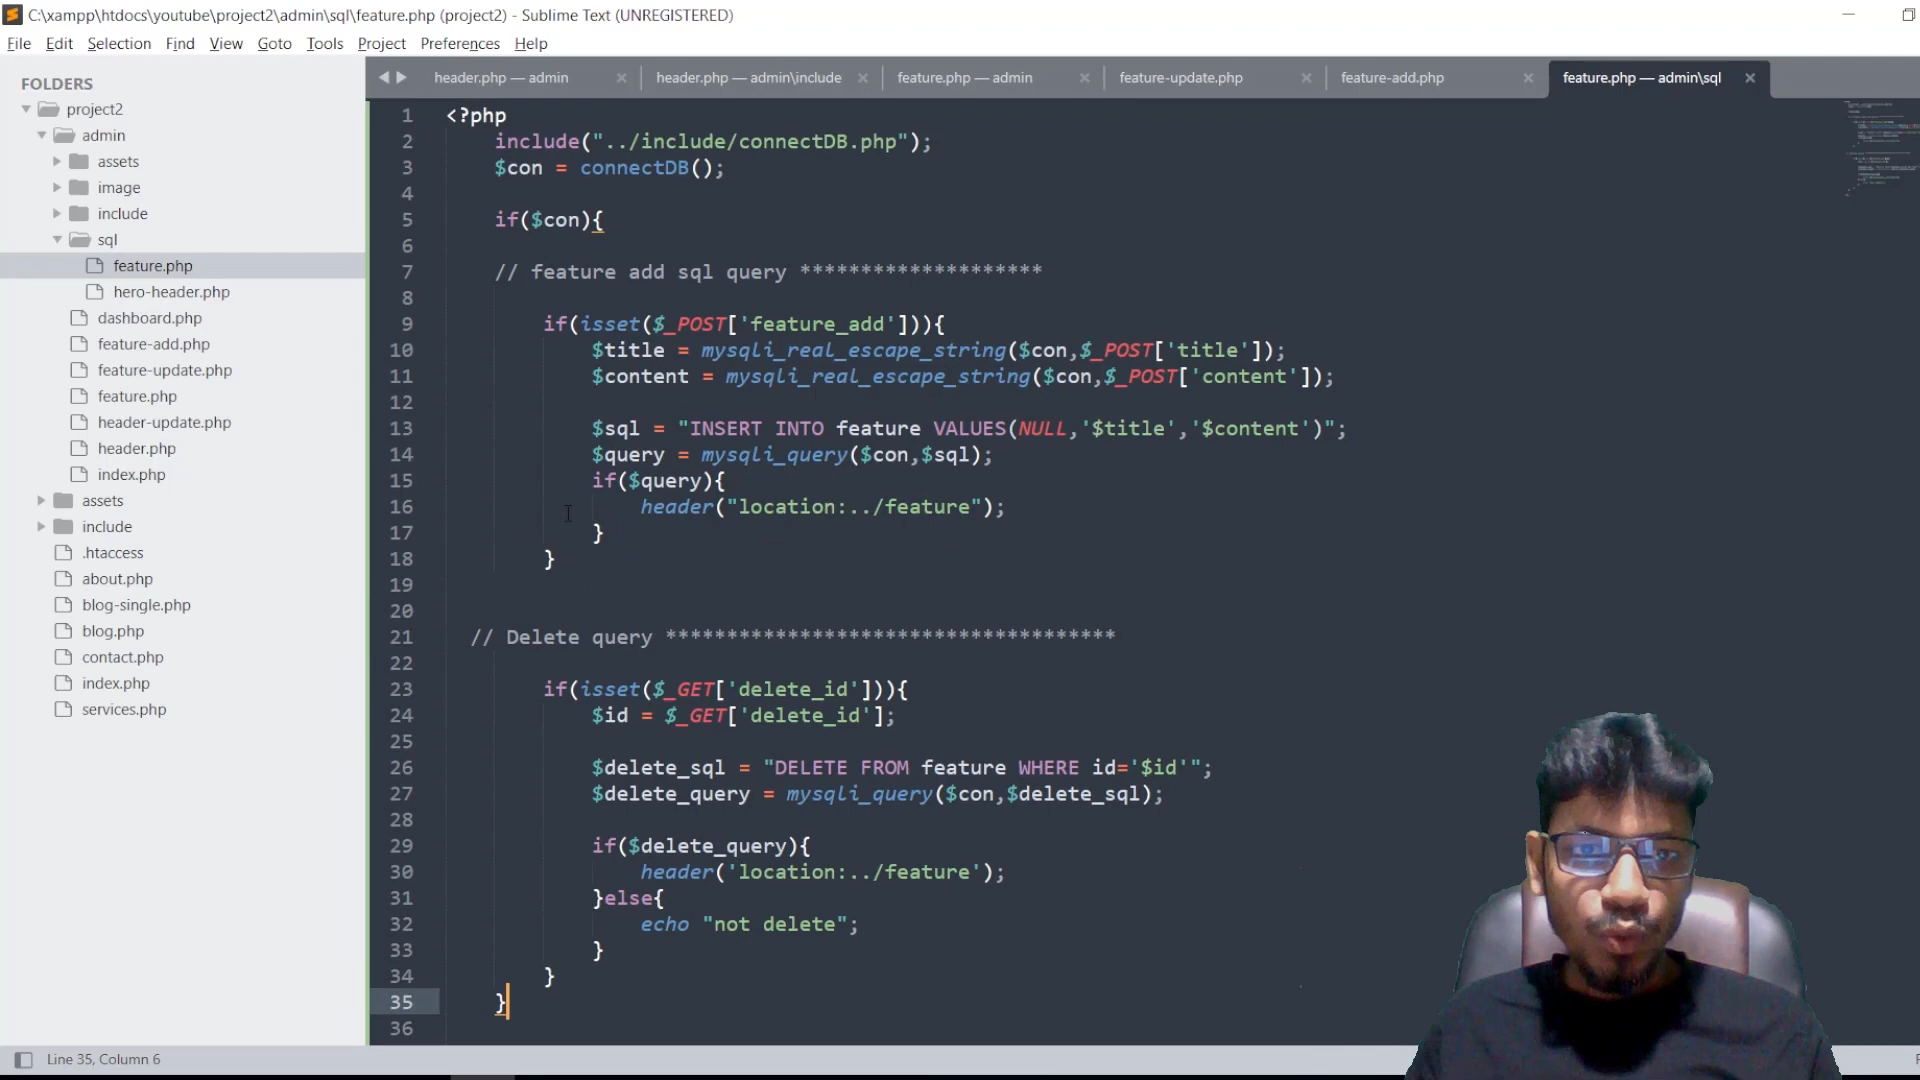 C:\xampp\htdocs\youtube\project2\admin\sql\feature.php (project2) - Sublime Text (UNREGISTERED)
File Edit Selection Find View Goto Tools Project Preferences Help
FOLDERS
project2
admin
assets
image
include
sql
feature.php
hero-header.php
dashboard.php
feature-add.php
feature-update.php
feature.php
header-update.php
header.php
index.php
assets
include
.htaccess
about.php
blog-single.php
blog.php
contact.php
index.php
services.php
header.php — admin
header.php — admin\include
feature.php — admin
feature-update.php
feature-add.php
feature.php — admin\sql
1 <?php
2 include("../include/connectDB.php");
3 $con = connectDB();
4
5 if($con){
6
7 // feature add sql query ********************
8
9 if(isset($_POST['feature_add'])){
10 $title = mysqli_real_escape_string($con,$_POST['title']);
11 $content = mysqli_real_escape_string($con,$_POST['content']);
12
13 $sql = "INSERT INTO feature VALUES(NULL,'$title','$content')";
14 $query = mysqli_query($con,$sql);
15 if($query){
16 header("location:../feature");
17 }
18 }
19
20
21 // Delete query *************************************
22
23 if(isset($_GET['delete_id'])){
24 $id = $_GET['delete_id'];
25
26 $delete_sql = "DELETE FROM feature WHERE id='$id'";
27 $delete_query = mysqli_query($con,$delete_sql);
28
29 if($delete_query){
30 header('location:../feature');
31 }else{
32 echo "not delete";
33 }
34 }
35 }
36
Line 35, Column 6